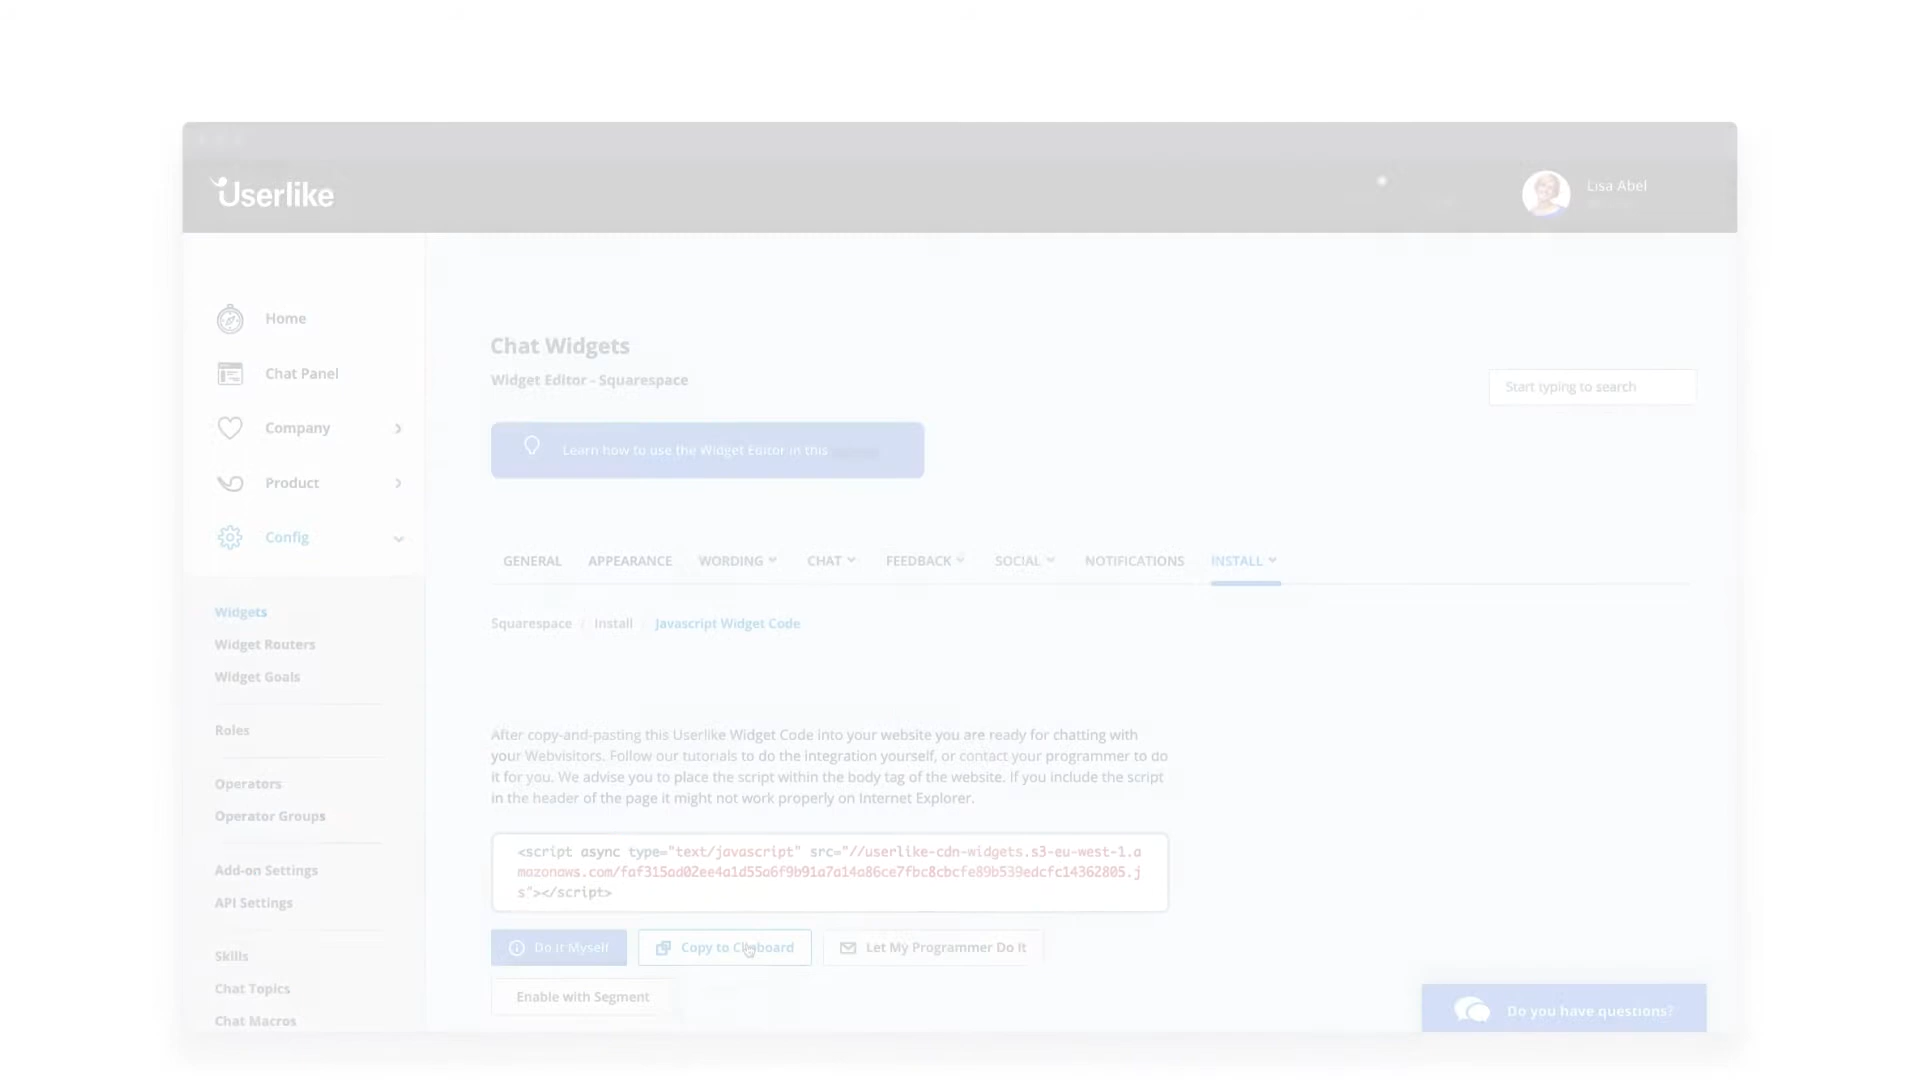 Userlike
Lisa Abel
Home
Chat Panel
Company
Product
Config
Widgets
Widget Routers
Widget Goals
Roles
Operators
Operator Groups
Add-on Settings
API Settings
Skills
Chat Topics
Chat Macros
Chat Widgets
Widget Editor - Squarespace
Start typing to search
Learn how to use the Widget Editor in this
GENERAL APPEARANCE WORDING CHAT FEEDBACK SOCIAL NOTIFICATIONS INSTALL
Squarespace / Install / Javascript Widget Code
After copy-and-pasting this Userlike Widget Code into your website you are ready for chatting with
your Webvisitors. Follow our tutorials to do the integration yourself, or contact your programmer to do
it for you. We advise you to place the script within the body tag of the website. If you include the script
in the header of the page it might not work properly on Internet Explorer.
<script async type="text/javascript" src="//userlike-cdn-widgets.s3-eu-west-1.a
mazonaws.com/faf315ad02ee4a1d55a6f9b91a7a14a86ce7fbc8cbcfe89b539edcfc14362805.j
s"></script>
Do It Myself Copy to Clipboard Let My Programmer Do It
Enable with Segment
Do you have questions?